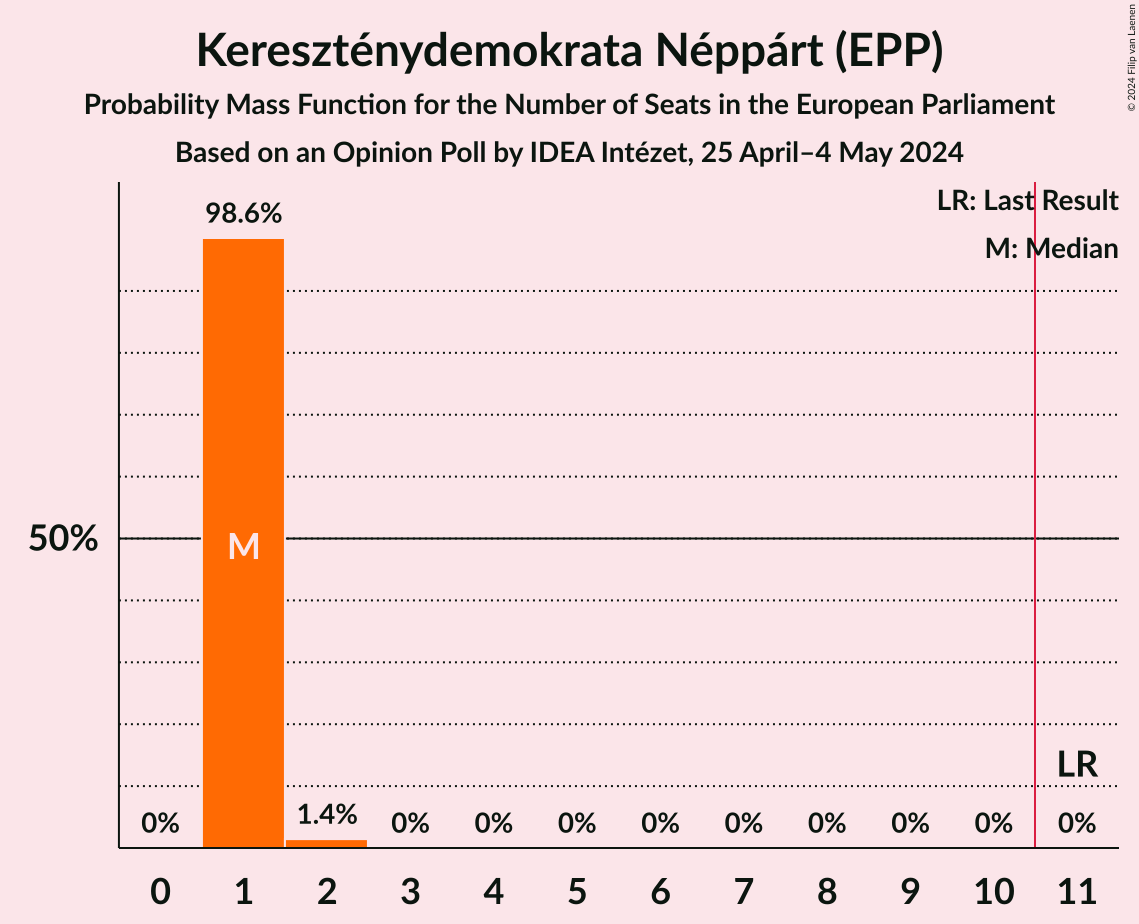 Kereszténydemokrata Néppárt (EPP)
Probability Mass Function for the Number of Seats in the European Parliament
Based on an Opinion Poll by IDEA Intézet, 25 April–4 May 2024
© 2024 Filip van Laenen
LR: Last Result
M: Median
98.6%
50%
M
LR
0%
1.4%
0%
0%
0%
0%
0%
0%
0%
0%
0%
0 1 2 3 4 5 6 7 8 9 10 11